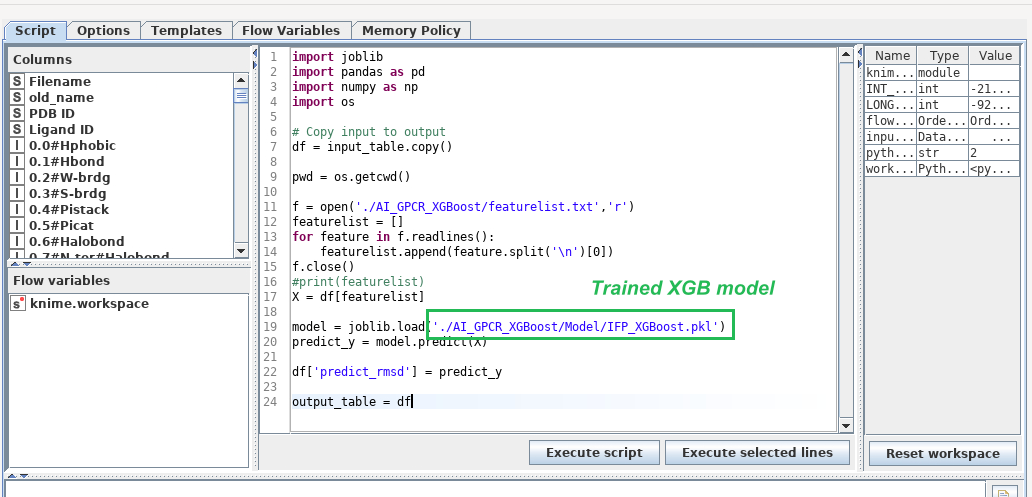 Script Options Templates Flow Variables Memory Policy
Columns
S Filename
S old_name
S PDB ID
S Ligand ID
I 0.0#Hphobic
I 0.1#Hbond
I 0.2#W-brdg
I 0.3#S-brdg
I 0.4#Pistack
I 0.5#Picat
I 0.6#Halobond
0.7#N-ter#Halobond
Flow variables
s knime.workspace
1 import joblib
2 import pandas as pd
3 import numpy as np
4 import os
5
6 # Copy input to output
7 df = input_table.copy()
8
9 pwd = os.getcwd()
10
11 f = open('./AI_GPCR_XGBoost/featurelist.txt','r')
12 featurelist = []
13 for feature in f.readlines():
14     featurelist.append(feature.split('\n')[0])
15 f.close()
16 #print(featurelist)
Trained XGB model
17 X = df[featurelist]
18
19 model = joblib.load('./AI_GPCR_XGBoost/Model/IFP_XGBoost.pkl')
20 predict_y = model.predict(X)
21
22 df['predict_rmsd'] = predict_y
23
24 output_table = df
Execute script Execute selected lines
Name Type Value
knim... module
INT_... int -21...
LONG... int -92...
flow... Orde... Ord...
inpu... Data... ...
pyth... str 2
work... Pyth... <py...
Reset workspace